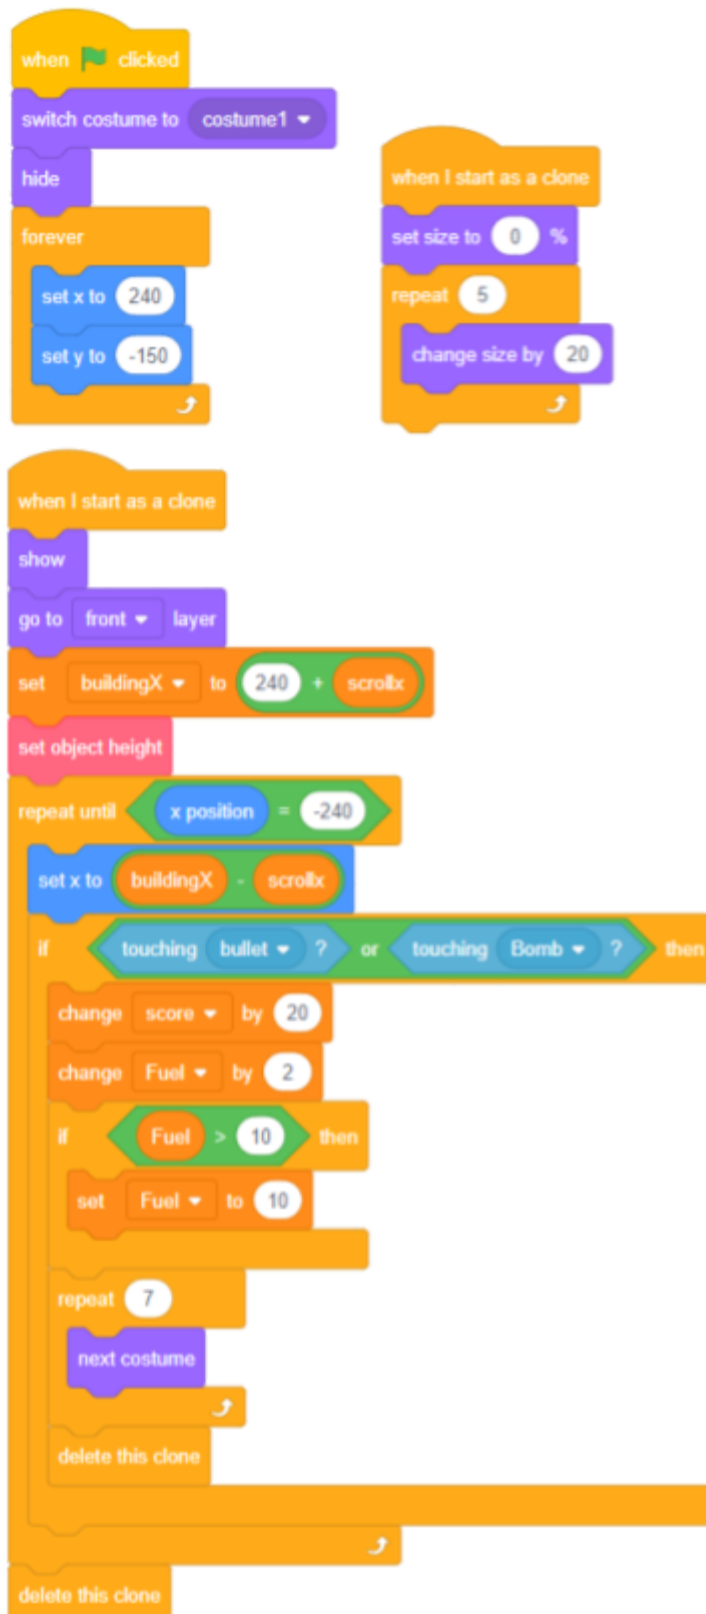 when clicked
switch costume to costume1
hide
forever
set x to 240
set y to -150
when I start as a clone
set size to 0 %
repeat 5
change size by 20
when I start as a clone
show
go to front layer
set buildingX to 240 + scrollx
set object height
repeat until x position = -240
set x to buildingX - scrollx
if touching bullet ? or touching Bomb ? then
change score by 20
change Fuel by 2
if Fuel > 10 then
set Fuel to 10
repeat 7
next costume
delete this clone
delete this clone